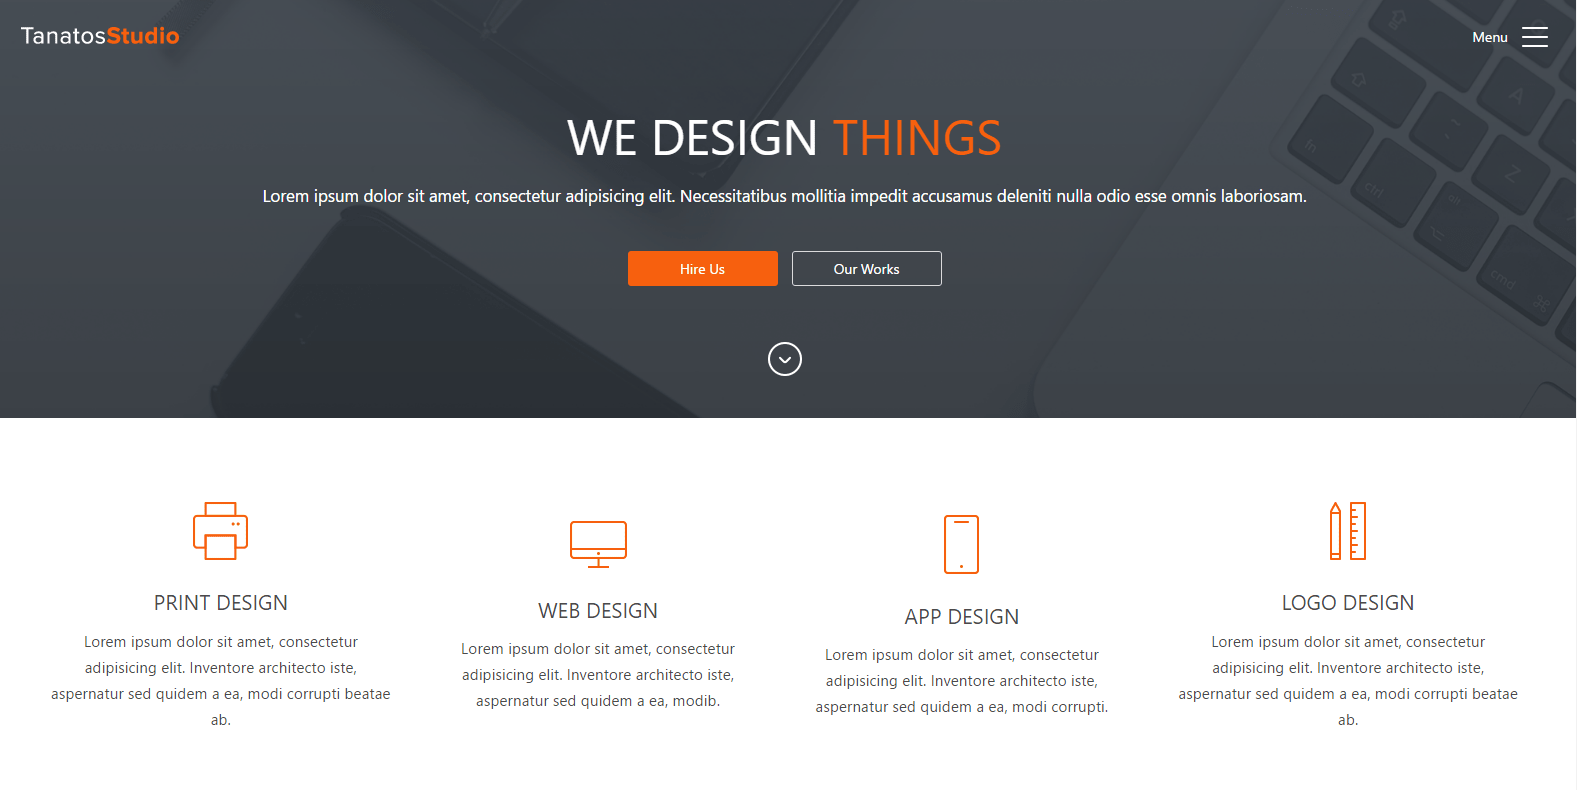 TanatosStudio
Menu
WE DESIGN THINGS
Lorem ipsum dolor sit amet, consectetur adipisicing elit. Necessitatibus mollitia impedit accusamus deleniti nulla odio esse omnis laboriosam.
Hire Us
Our Works
fn
ctrl
alt
cmd
A
Z
PRINT DESIGN
Lorem ipsum dolor sit amet, consectetur
adipisicing elit. Inventore architecto iste,
aspernatur sed quidem a ea, modi corrupti beatae
ab.
WEB DESIGN
Lorem ipsum dolor sit amet, consectetur
adipisicing elit. Inventore architecto iste,
aspernatur sed quidem a ea, modib.
APP DESIGN
Lorem ipsum dolor sit amet, consectetur
adipisicing elit. Inventore architecto iste,
aspernatur sed quidem a ea, modi corrupti.
LOGO DESIGN
Lorem ipsum dolor sit amet, consectetur
adipisicing elit. Inventore architecto iste,
aspernatur sed quidem a ea, modi corrupti beatae
ab.